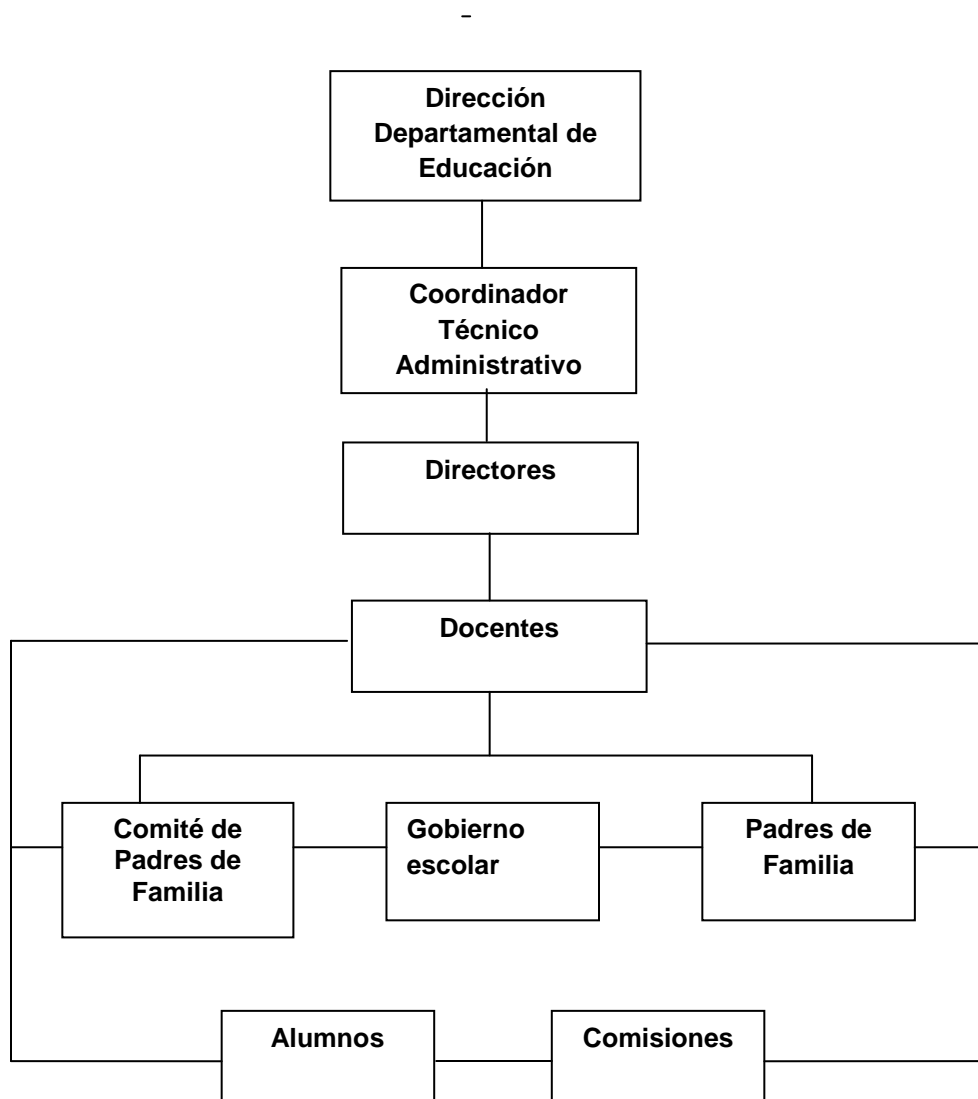 Dirección
Departamental de
Educación
Coordinador
Técnico
Administrativo
Directores
Docentes
Comité de
Padres de
Familia
Gobierno
escolar
Padres de
Familia
Alumnos
Comisiones